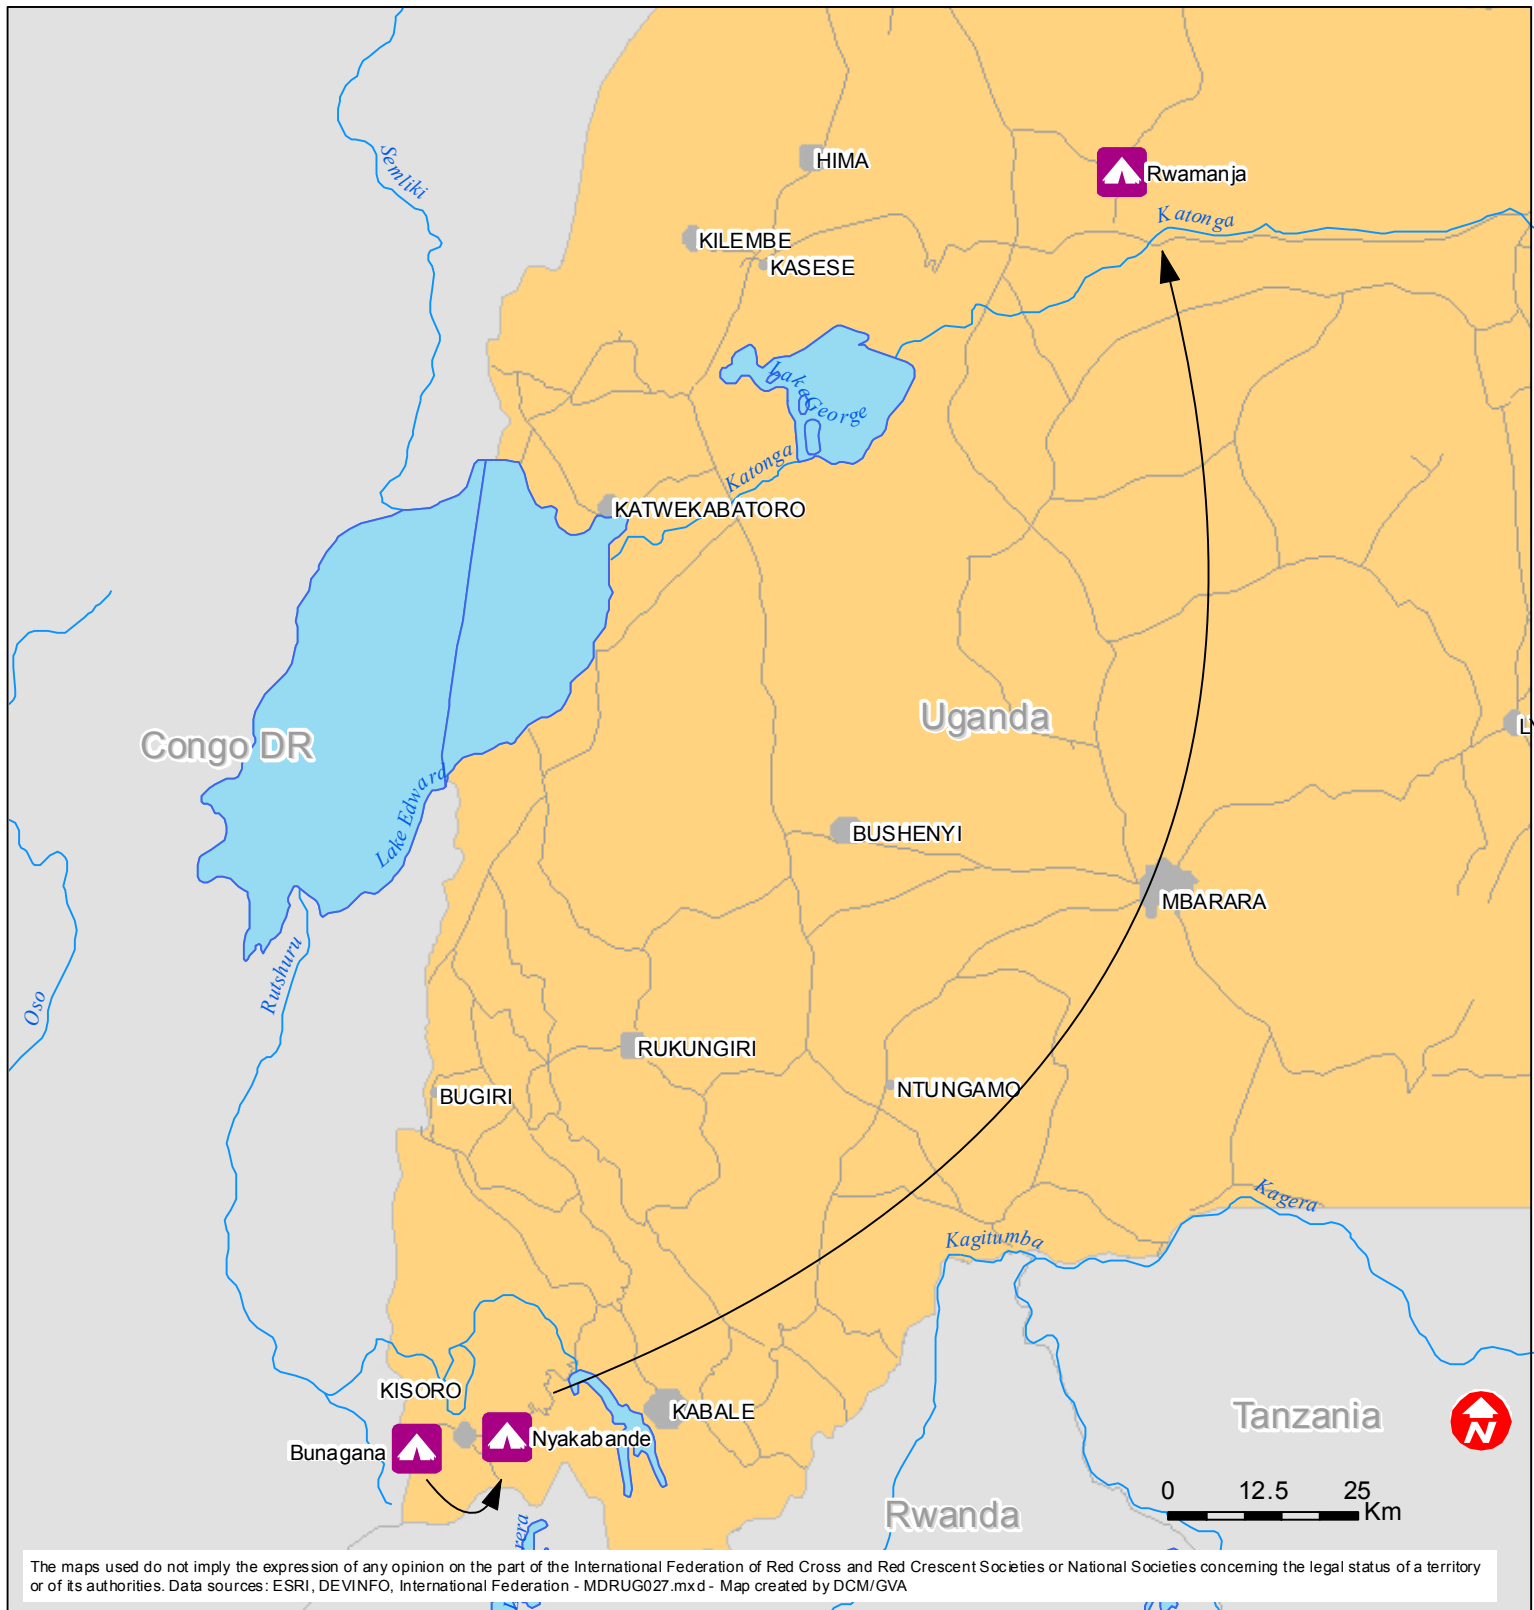 HIMA
Rwamanja
Semliki
Katonga
KILEMBE
KASESE
Lake George
Katonga
KATWEKABATORO
Uganda
Congo DR
Lake Edward
BUSHENYI
MBARARA
Rutshuru
Oso
RUKUNGIRI
BUGIRI
NTUNGAMO
Kagera
Kagitumba
KISORO
KABALE
Tanzania
N
Bunagana
Nyakabande
0 12.5 25
Km
Rwanda
The maps used do not imply the expression of any opinion on the part of the International Federation of Red Cross and Red Crescent Societies or National Societies concerning the legal status of a territory
or of its authorities. Data sources: ESRI, DEVINFO, International Federation - MDRUG027.mxd - Map created by DCM/GVA